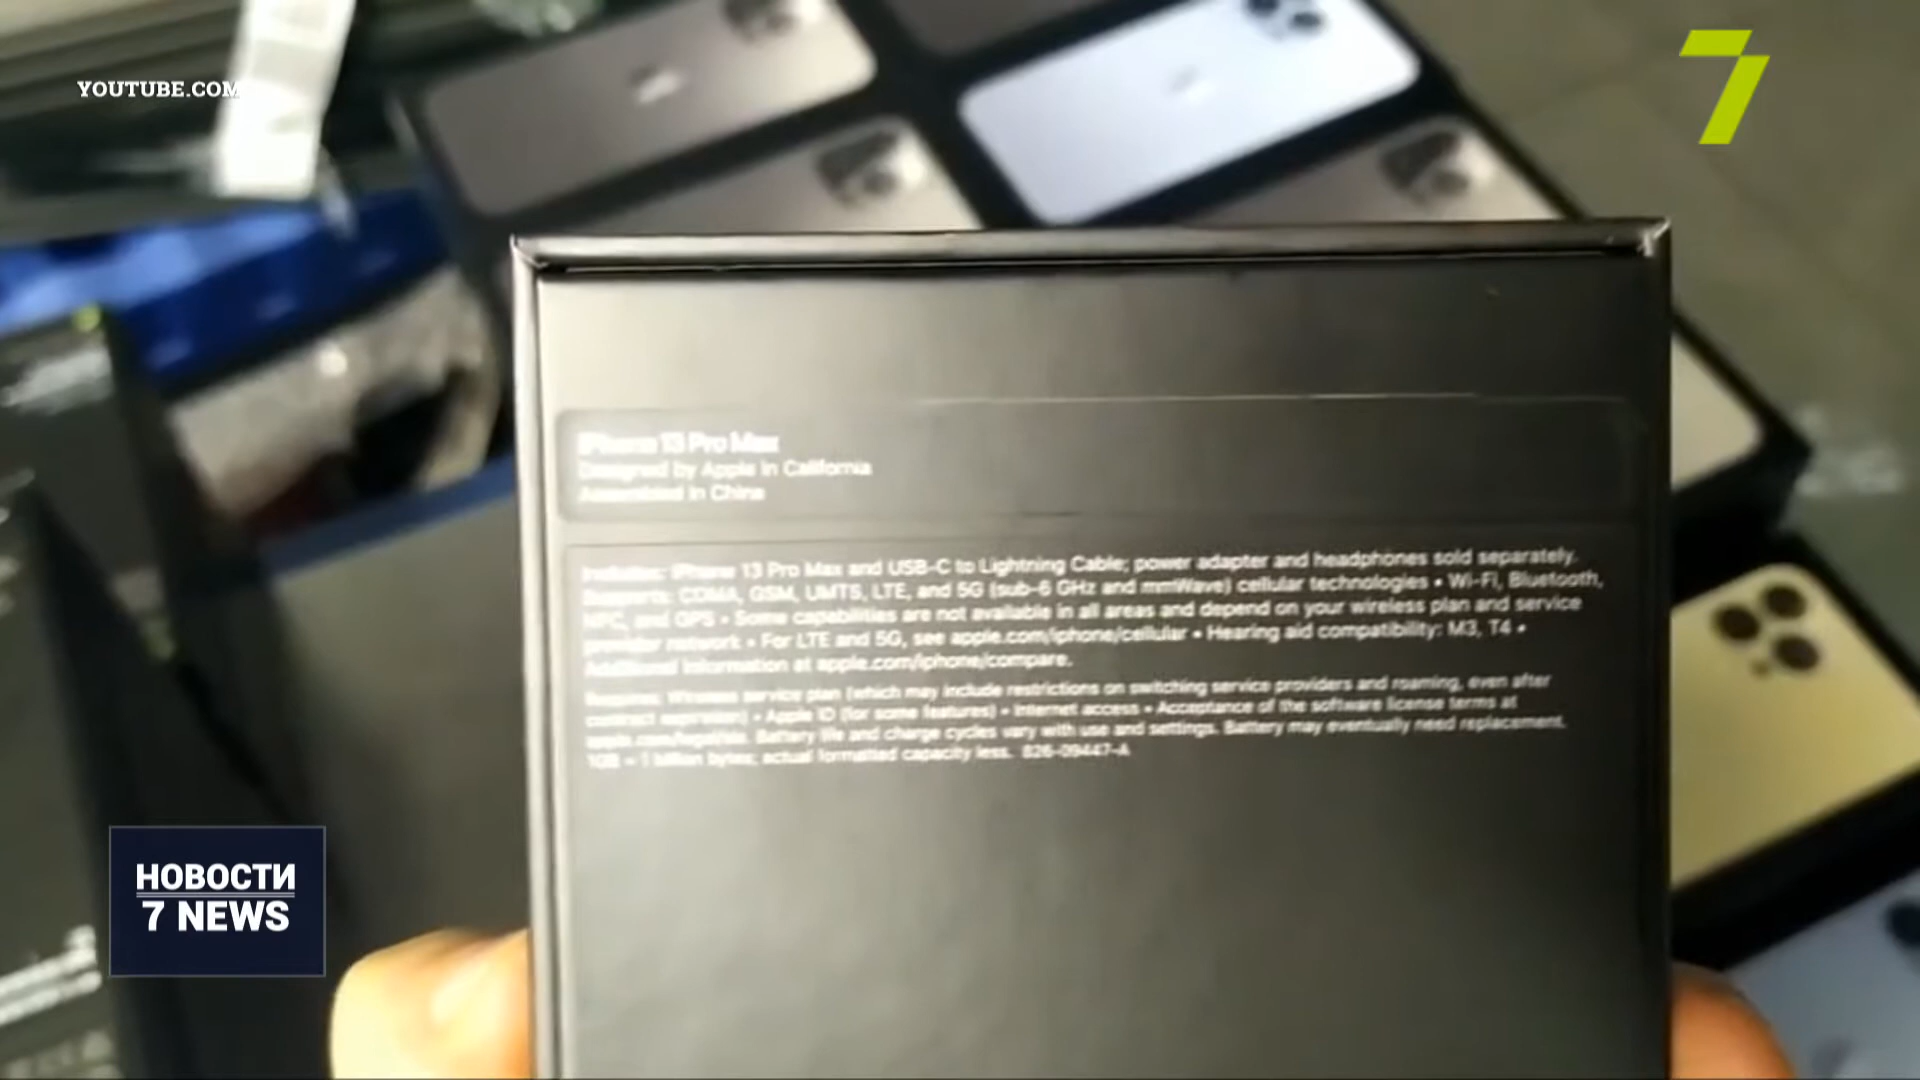 YOUTUBE.COM
7
iPhone 13 Pro Max
Designed by Apple in California
Assembled in China
Includes: iPhone 13 Pro Max and USB-C to Lightning Cable; power adapter and headphones sold separately.
Supports: CDMA, GSM, UMTS, LTE, and 5G (sub-6 GHz and mmWave) cellular technologies • Wi-Fi, Bluetooth,
NFC, and GPS • Some capabilities are not available in all areas and depend on your wireless plan and service
provider network • For LTE and 5G, see apple.com/iphone/cellular • Hearing aid compatibility: M3, T4 •
Additional information at apple.com/iphone/compare.
Requires: Wireless service plan (which may include restrictions on switching service providers and roaming, even after
contract expiration) • Apple ID (for some features) • Internet access • Acceptance of the software license terms at
apple.com/legal/sla. Battery life and charge cycles vary with use and settings. Battery may eventually need replacement.
1GB = 1 billion bytes; actual formatted capacity less. 826-09447-A
НОВОСТИ
7 NEWS